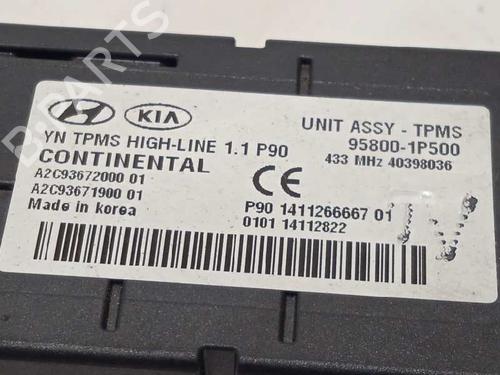 B-PARTS
KIA
YN TPMS HIGH-LINE 1.1 P90
CONTINENTAL
A2C93672000 01
A2C93671900 01
Made in korea
UNIT ASSY - TPMS
95800-1P500
433 MHz 40398036
CE
P90 1411266667 01
0101 14112822